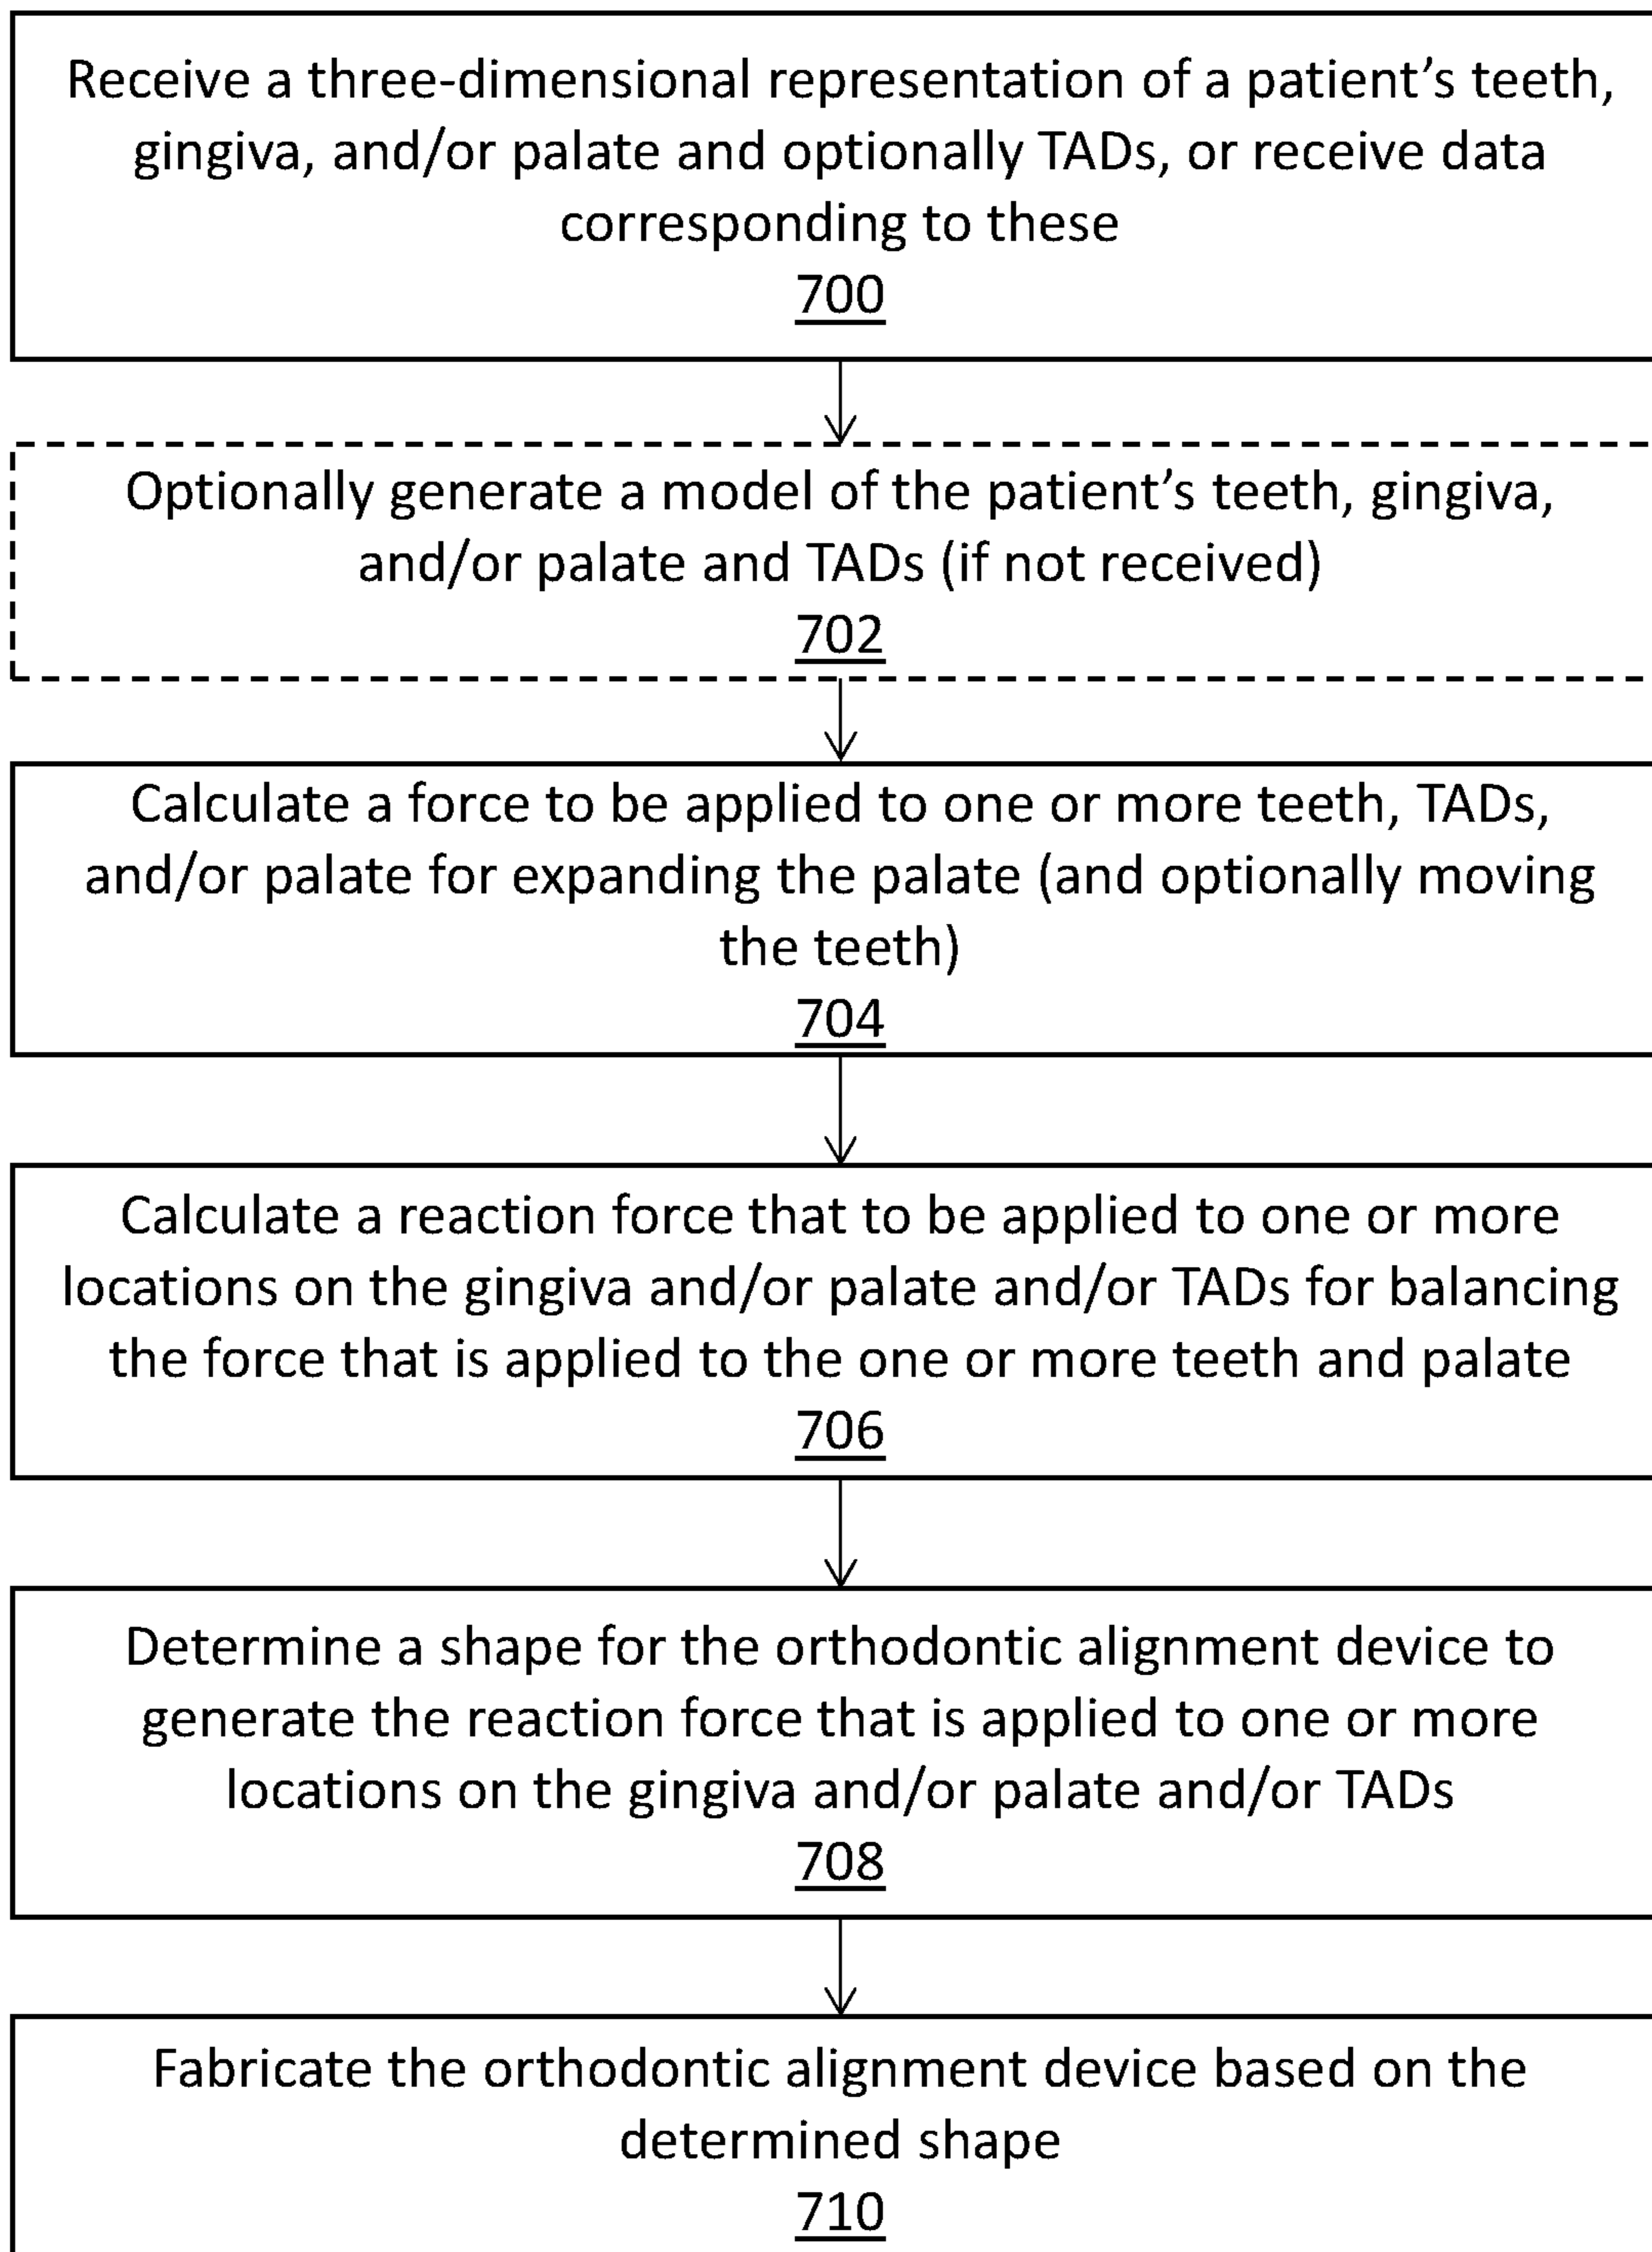 Receive a three-dimensional representation of a patient’s teeth,
gingiva, and/or palate and optionally TADs, or receive data
corresponding to these
700
Optionally generate a model of the patient’s teeth, gingiva,
and/or palate and TADs (if not received)
702
Calculate a force to be applied to one or more teeth, TADs,
and/or palate for expanding the palate (and optionally moving
the teeth)
704
Calculate a reaction force that to be applied to one or more
locations on the gingiva and/or palate and/or TADs for balancing
the force that is applied to the one or more teeth and palate
706
Determine a shape for the orthodontic alignment device to
generate the reaction force that is applied to one or more
locations on the gingiva and/or palate and/or TADs
708
Fabricate the orthodontic alignment device based on the
determined shape
710